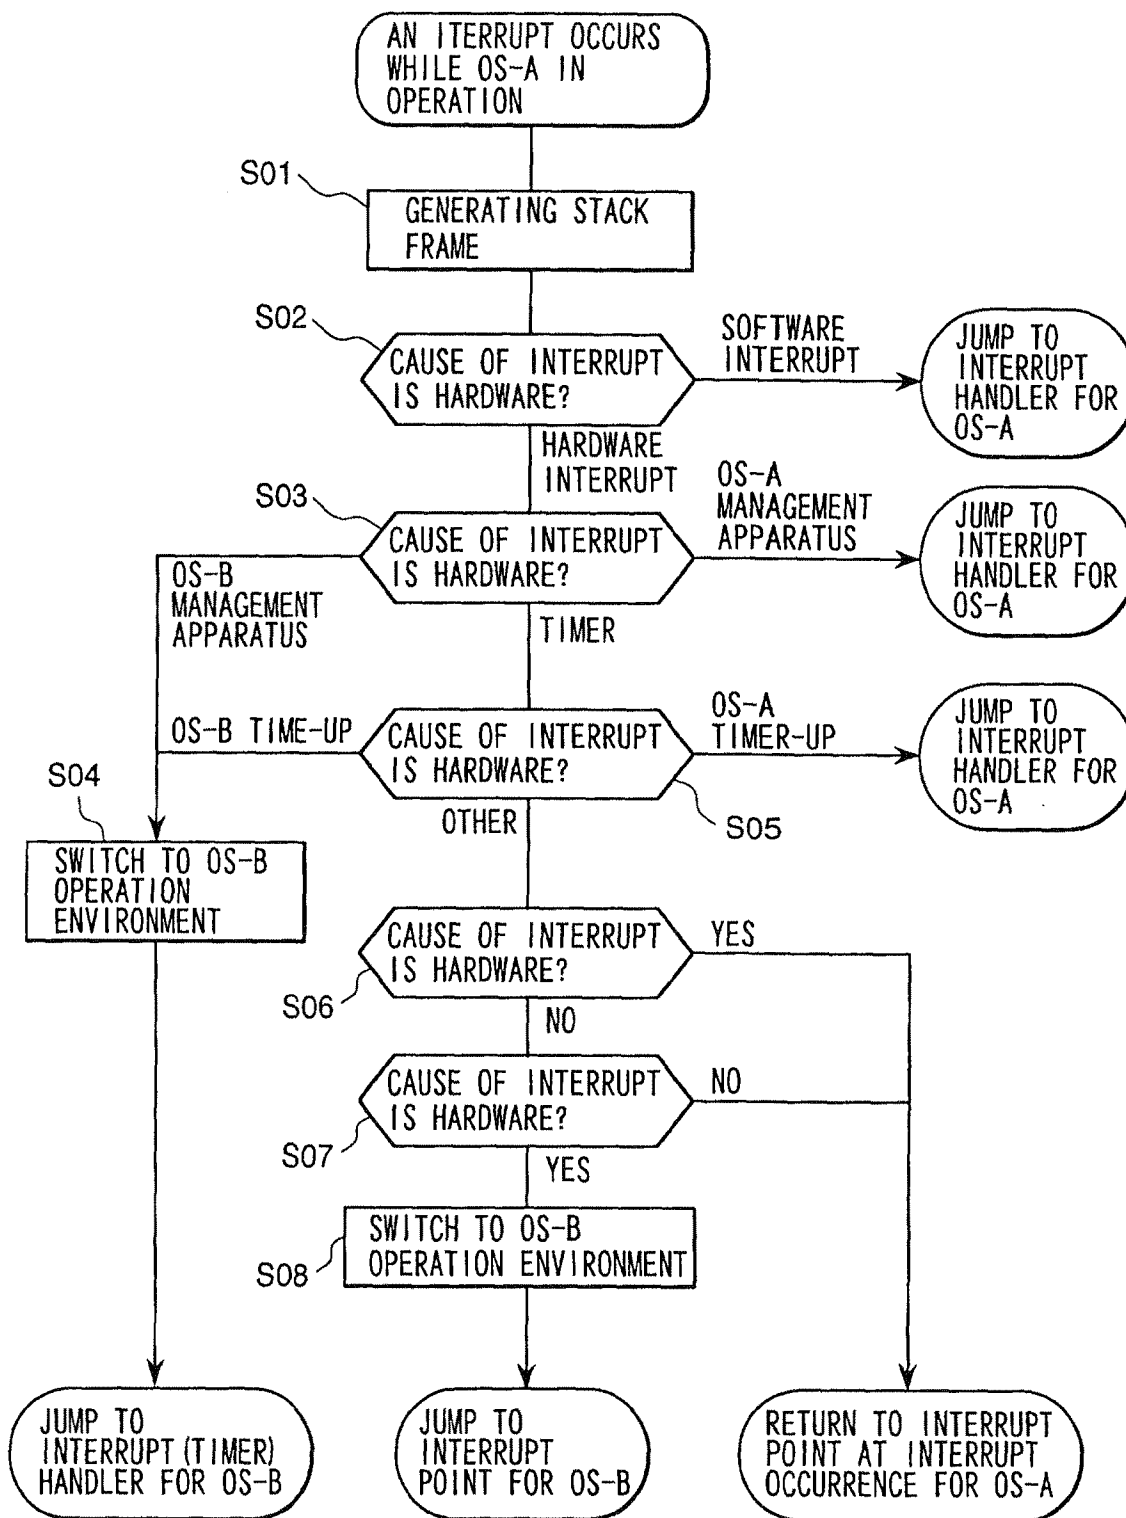 AN ITERRUPT OCCURS
WHILE OS-A IN
OPERATION
S01
GENERATING STACK
FRAME
S02
CAUSE OF INTERRUPT
IS HARDWARE?
SOFTWARE
INTERRUPT
JUMP TO
INTERRUPT
HANDLER FOR
OS-A
HARDWARE
INTERRUPT
S03
CAUSE OF INTERRUPT
IS HARDWARE?
OS-A
MANAGEMENT
APPARATUS
JUMP TO
INTERRUPT
HANDLER FOR
OS-A
OS-B
MANAGEMENT
APPARATUS
TIMER
OS-B TIME-UP
CAUSE OF INTERRUPT
IS HARDWARE?
OS-A
TIMER-UP
JUMP TO
INTERRUPT
HANDLER FOR
OS-A
S05
S04
SWITCH TO OS-B
OPERATION
ENVIRONMENT
OTHER
CAUSE OF INTERRUPT
IS HARDWARE?
YES
S06
NO
CAUSE OF INTERRUPT
IS HARDWARE?
NO
S07
YES
SWITCH TO OS-B
OPERATION ENVIRONMENT
S08
JUMP TO
INTERRUPT (TIMER)
HANDLER FOR OS-B
JUMP TO
INTERRUPT
POINT FOR OS-B
RETURN TO INTERRUPT
POINT AT INTERRUPT
OCCURRENCE FOR OS-A